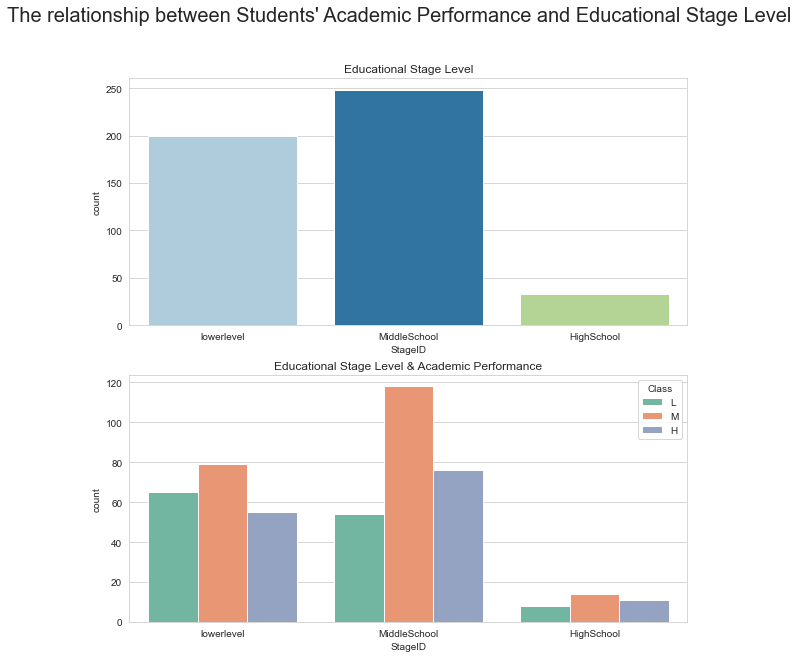 The relationship between Students' Academic Performance and Educational Stage Level
Educational Stage Level
250
200
150
100
50
0
count
lowerlevel
MiddleSchool
HighSchool
StageID
Educational Stage Level & Academic Performance
120
100
80
60
40
20
0
count
Class
L
M
H
lowerlevel
MiddleSchool
HighSchool
StageID